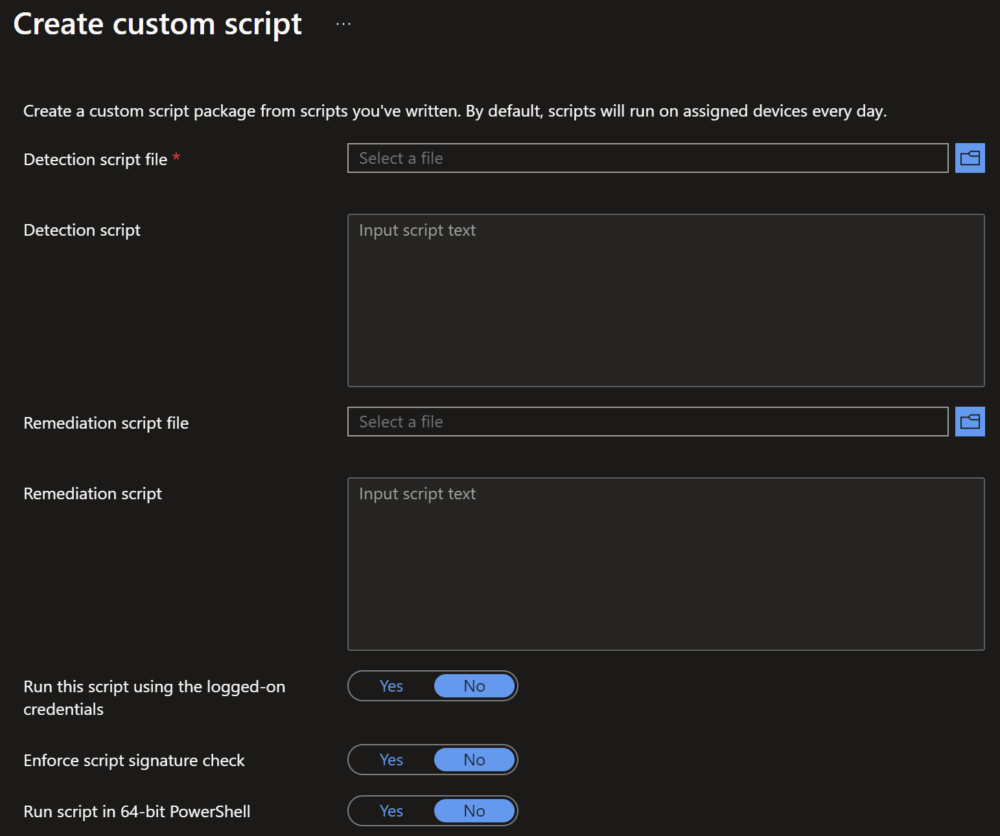 Create custom script ...
Create a custom script package from scripts you've written. By default, scripts will run on assigned devices every day.
Detection script file *
Select a file
Detection script
Input script text
Remediation script file
Select a file
Remediation script
Input script text
Run this script using the logged-on
credentials
Yes No
Enforce script signature check
Yes No
Run script in 64-bit PowerShell
Yes No